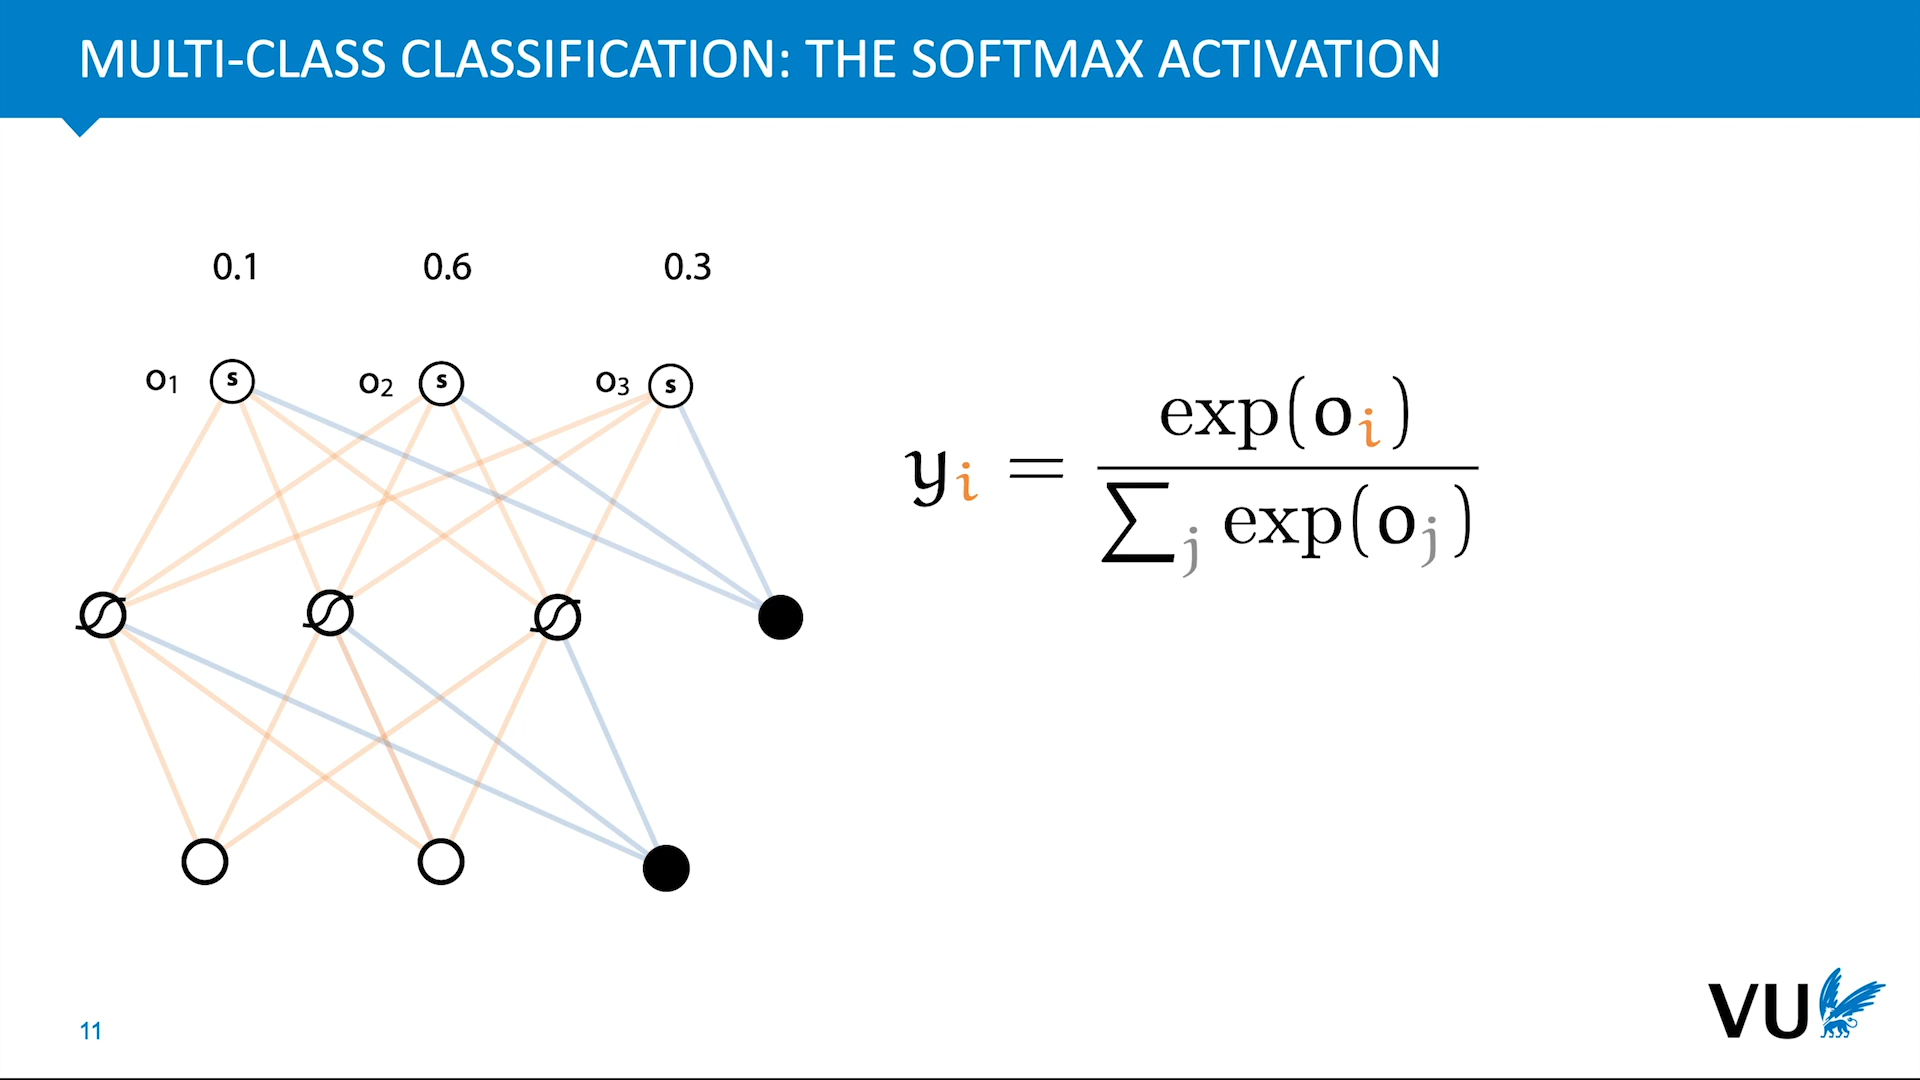 MULTI-CLASS CLASSIFICATION: THE SOFTMAX ACTIVATION
0.1 0.6 0.3
o₁ s o₂ s o₃ s
yᵢ = exp(oᵢ) / ∑ⱼ exp(oⱼ)
11
VU